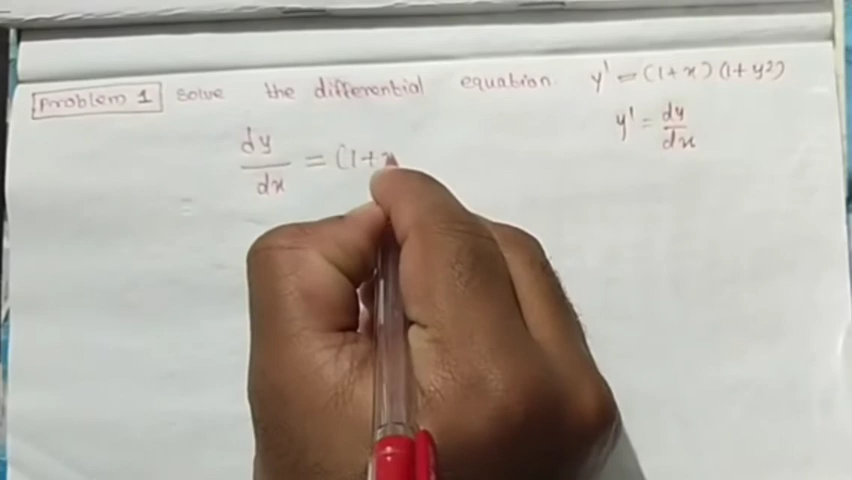 Problem 1 Solve the differential equation. y' = (1+x) (1+y²)
y' = dy/dx
dy/dx = (1+x